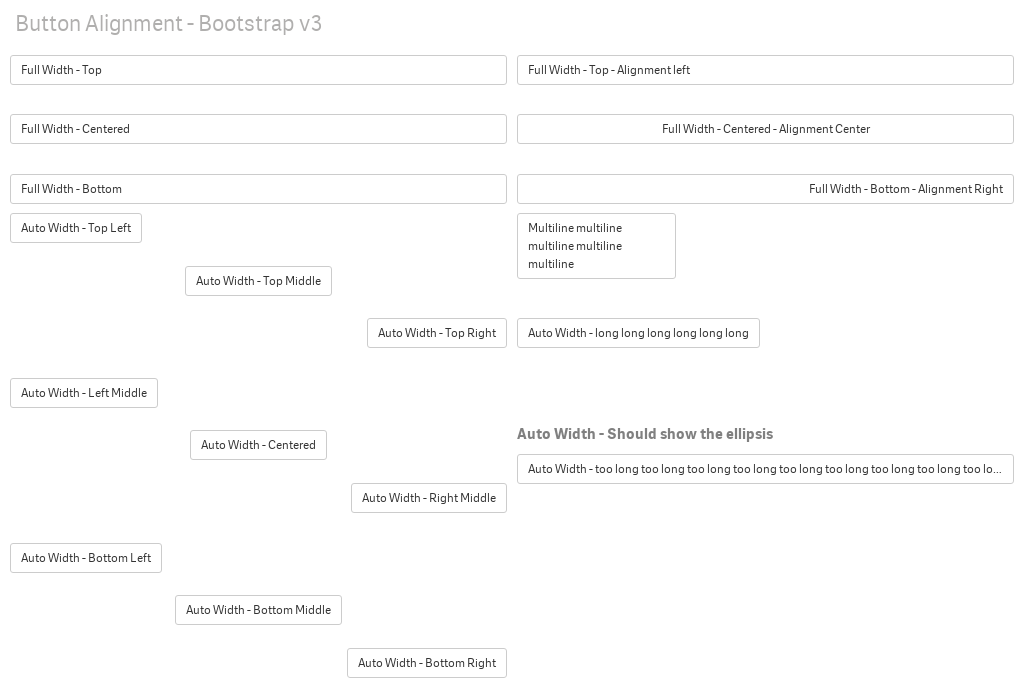 Button Alignment - Bootstrap v3
Full Width - Top
Full Width - Top - Alignment left
Full Width - Centered
Full Width - Centered - Alignment Center
Full Width - Bottom
Full Width - Bottom - Alignment Right
Auto Width - Top Left
Multiline multiline
multiline multiline
multiline
Auto Width - Top Middle
Auto Width - Top Right
Auto Width - long long long long long long
Auto Width - Left Middle
Auto Width - Should show the ellipsis
Auto Width - Centered
Auto Width - too long too long too long too long too long too long too long too long too lo...
Auto Width - Right Middle
Auto Width - Bottom Left
Auto Width - Bottom Middle
Auto Width - Bottom Right